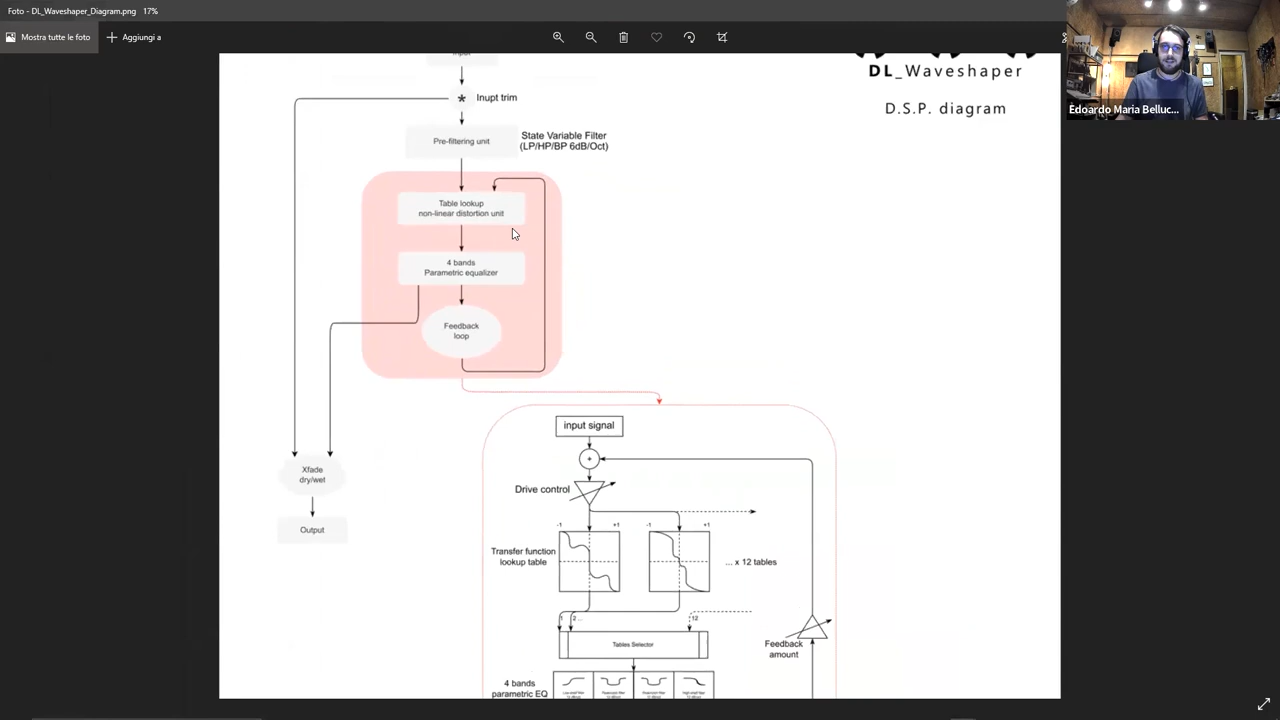 Foto - DL_Waveshaper_Diagram.png 17%
Mostra tutte le foto
Aggiungi a
Edoardo Maria Belluc...
DL_Waveshaper
D.S.P. diagram
Input
Inupt trim
Pre-filtering unit
State Variable Filter
(LP/HP/BP 6dB/Oct)
Table lookup
non-linear distortion unit
4 bands
Parametric equalizer
Feedback
loop
Xfade
dry/wet
Output
input signal
+
Drive control
-1 +1 -1 +1
Transfer function
lookup table
... x 12 tables
1 2 ... 12
Tables Selector
Feedback
amount
4 bands
parametric EQ